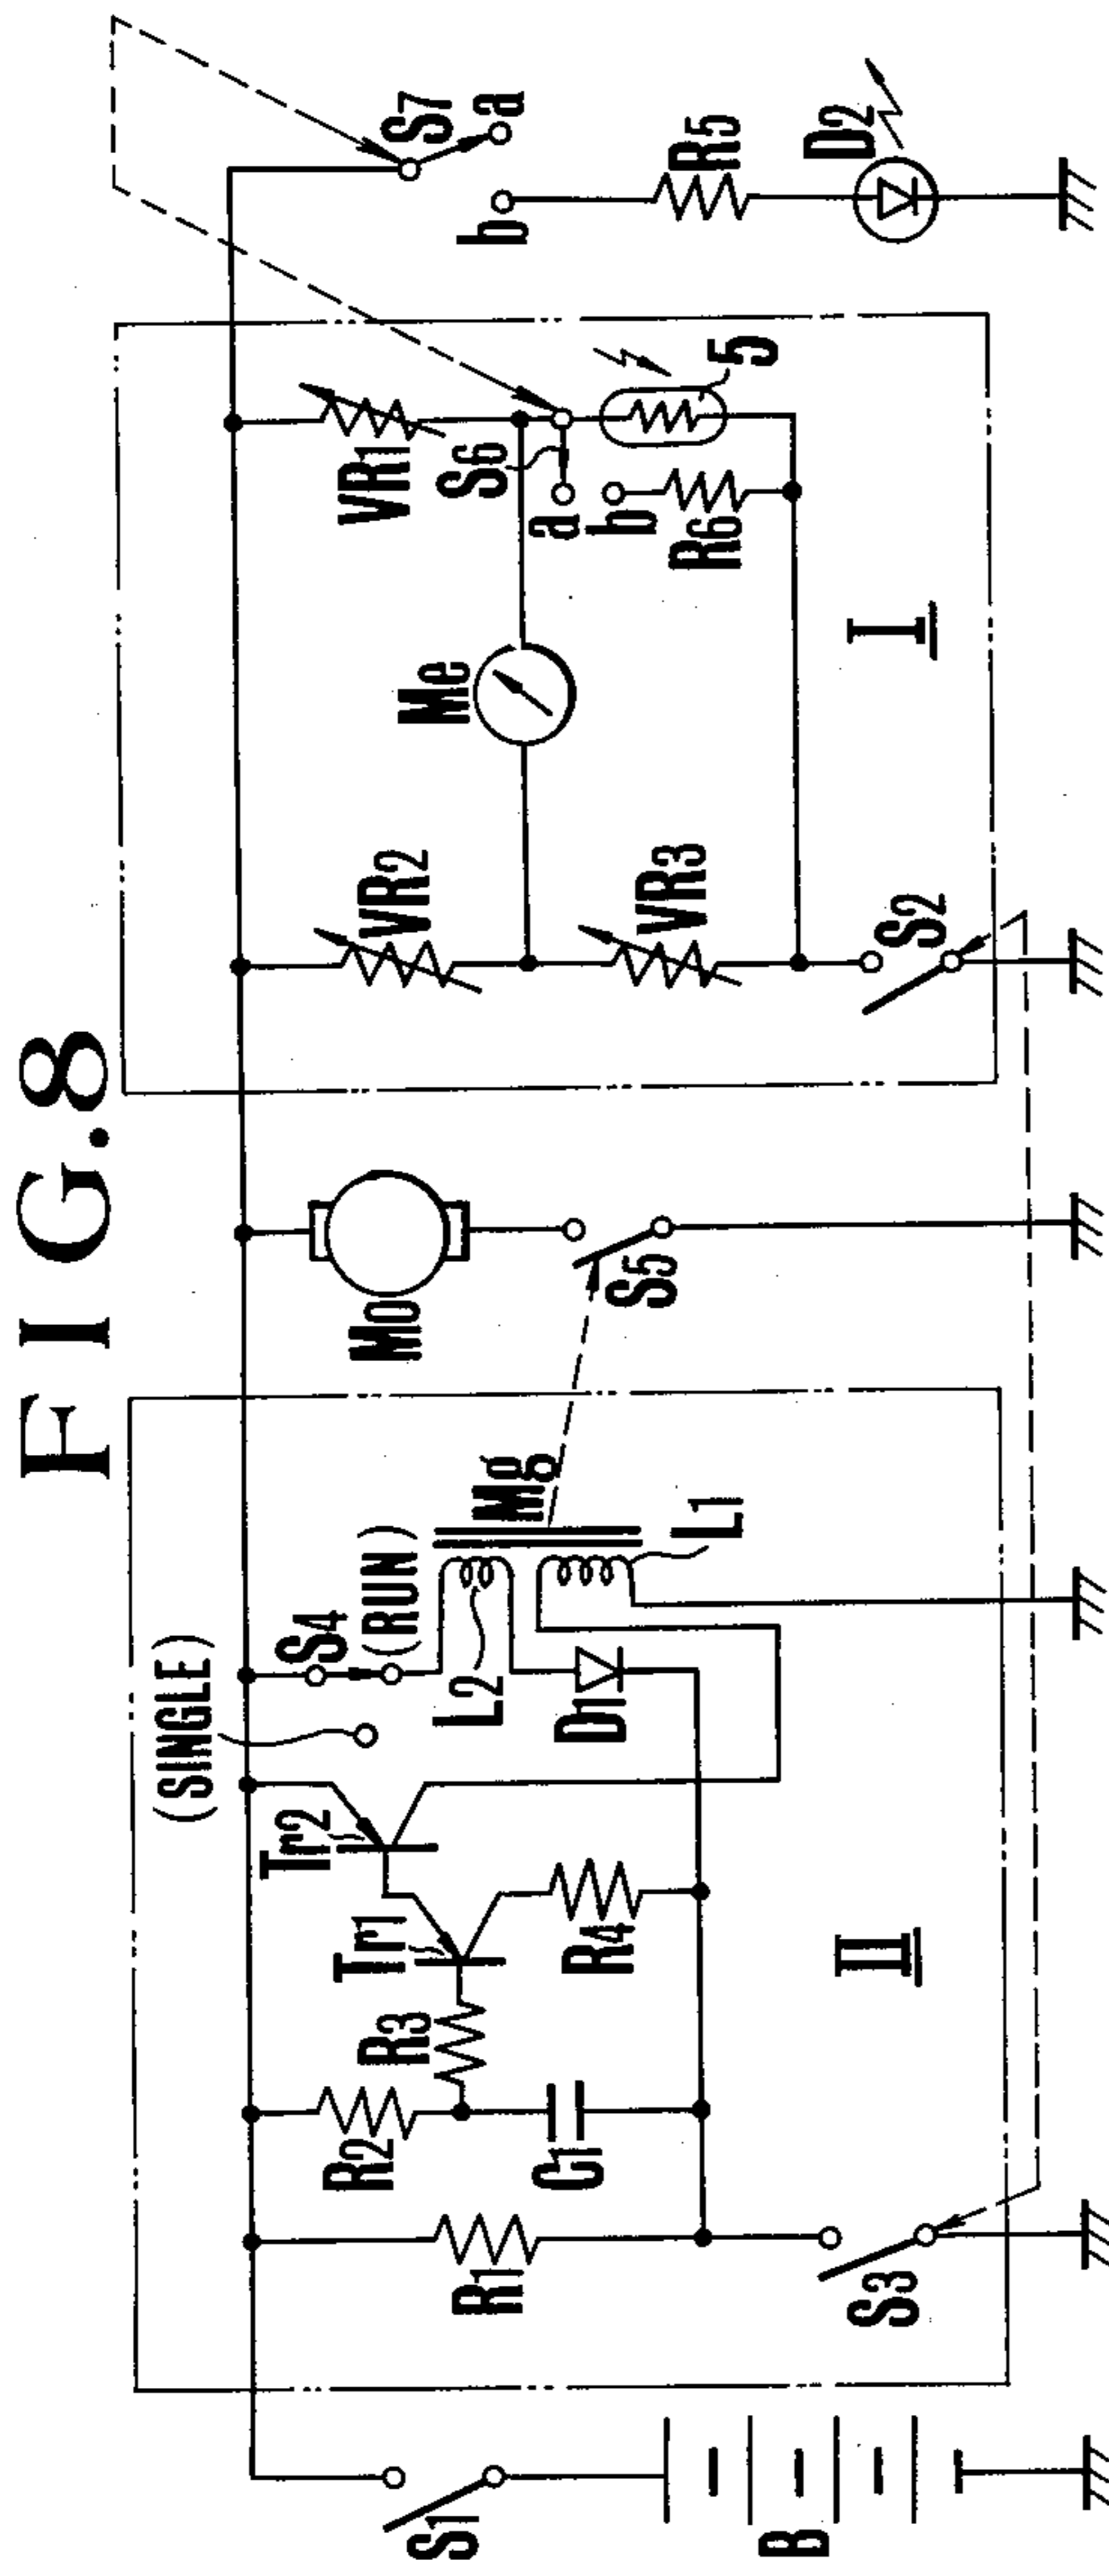 FIG.8
S1
B
R1
S3
R2
C1
R3
Tr1
R4
Tr2
(SINGLE)
S4
(RUN)
L2
D1
Mg
L1
II
Mo
S5
VR2
VR3
S2
Me
VR1
S6
a
b
R6
5
I
S7
a
b
R5
D2